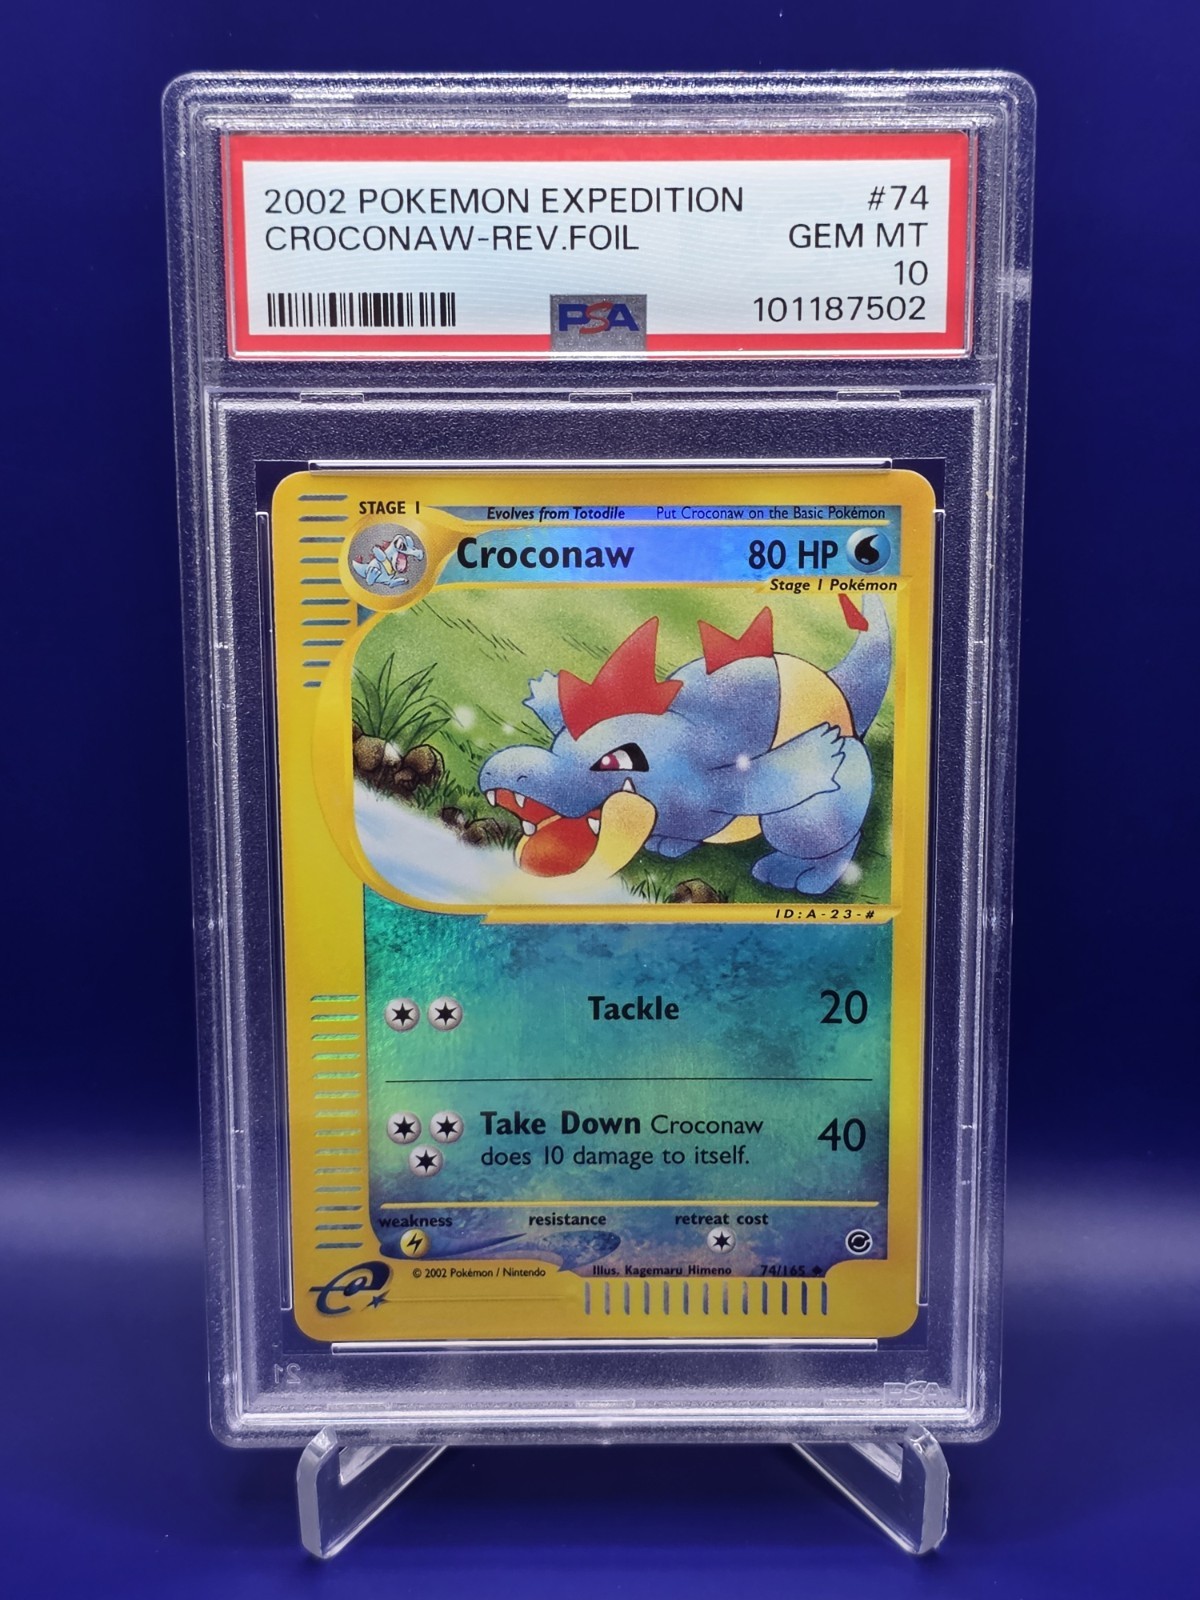 2002 POKEMON EXPEDITION #74
CROCONAW-REV.FOIL GEM MT
10
PSA 101187502
STAGE 1 Evolves from Totodile Put Croconaw on the Basic Pokémon
Croconaw 80 HP
Stage 1 Pokémon
ID:A-23-#
Tackle 20
Take Down Croconaw
does 10 damage to itself. 40
weakness resistance retreat cost
© 2002 Pokémon / Nintendo Illus. Kagemaru Himeno 74/165
e
21 PSA